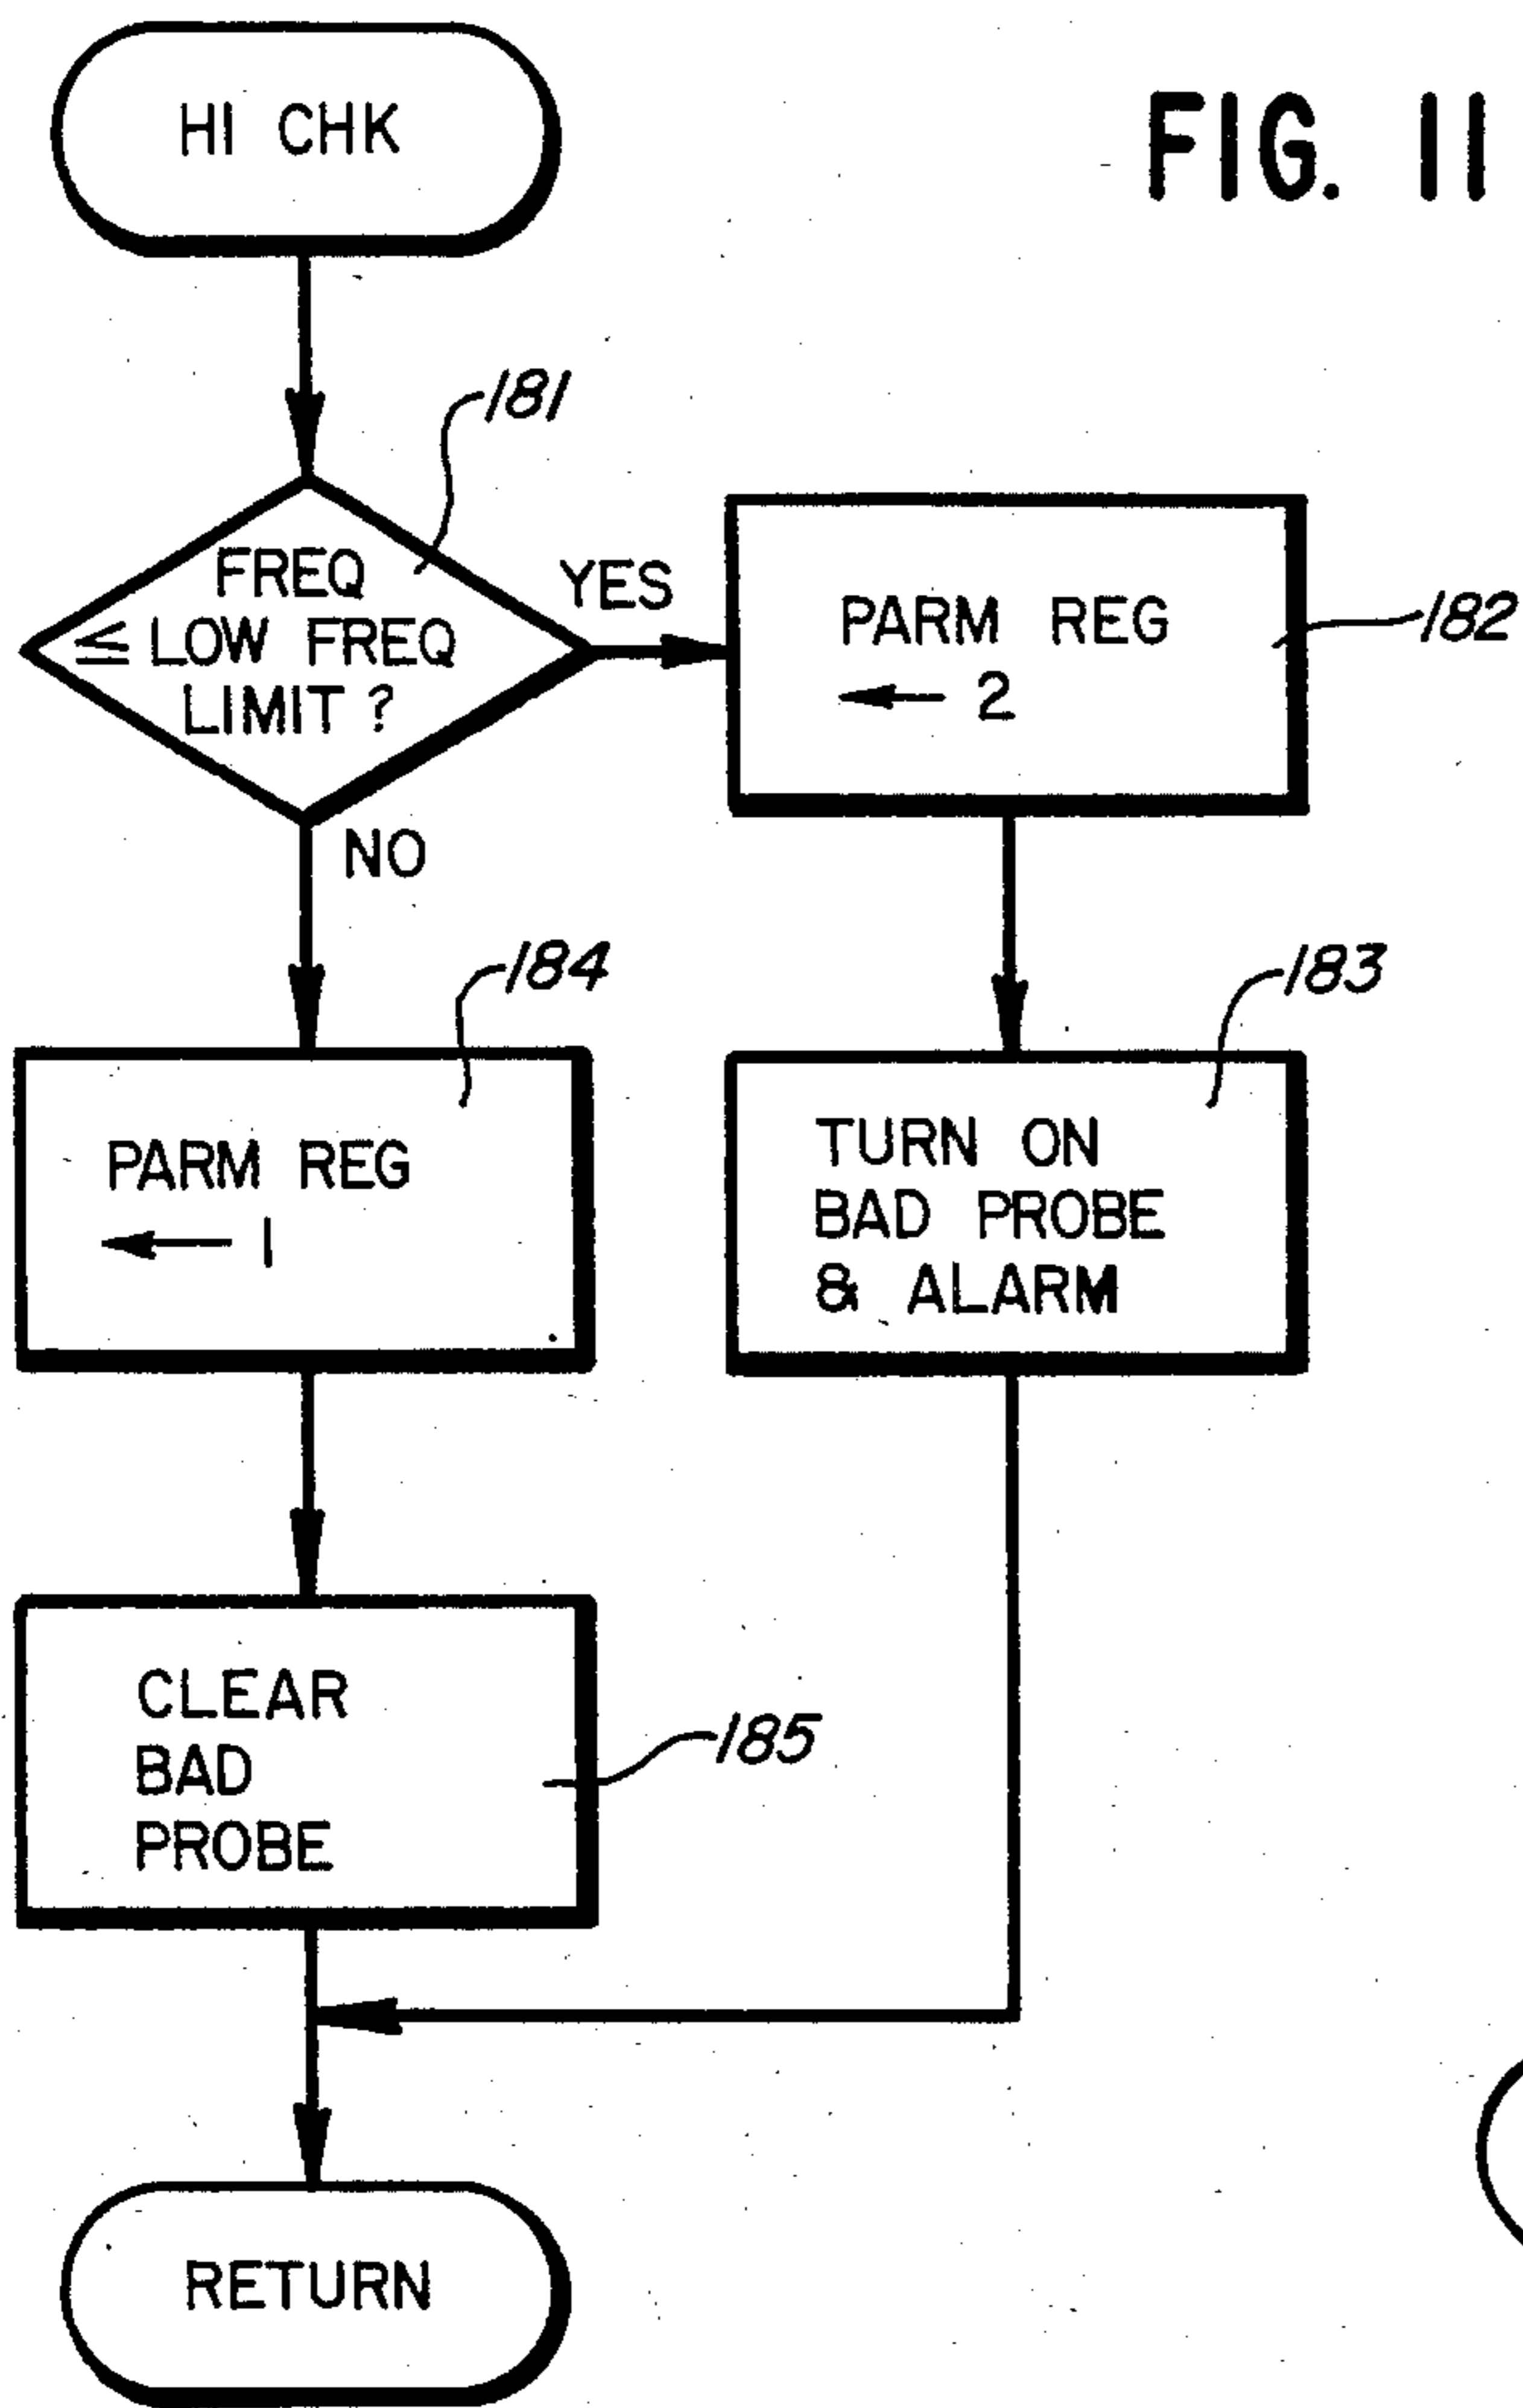 HI CHK
FIG. 11
181
FREQ
≤ LOW FREQ
LIMIT ?
YES
NO
PARM REG
← 2
182
184
PARM REG
← 1
183
TURN ON
BAD PROBE
& ALARM
CLEAR
BAD
PROBE
185
RETURN